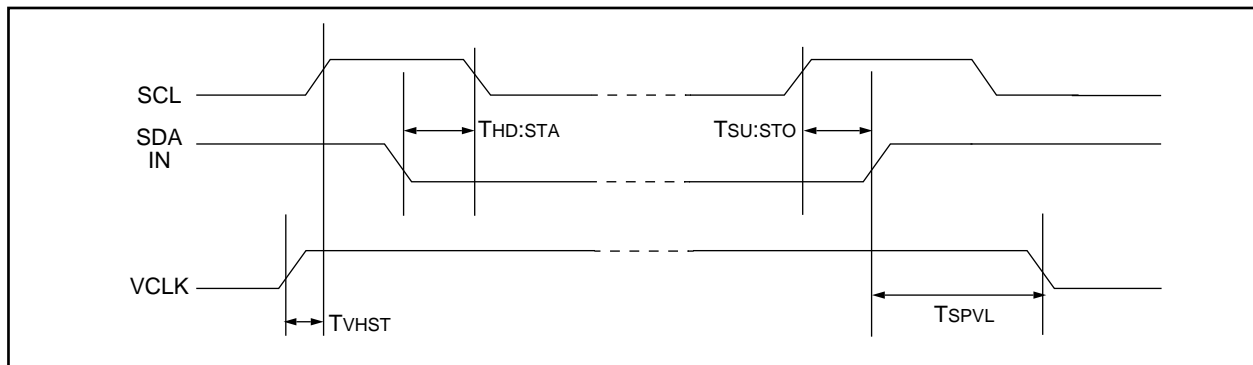 SCL
SDA
IN
THD:STA
TSU:STO
VCLK
TVHST
TSPVL